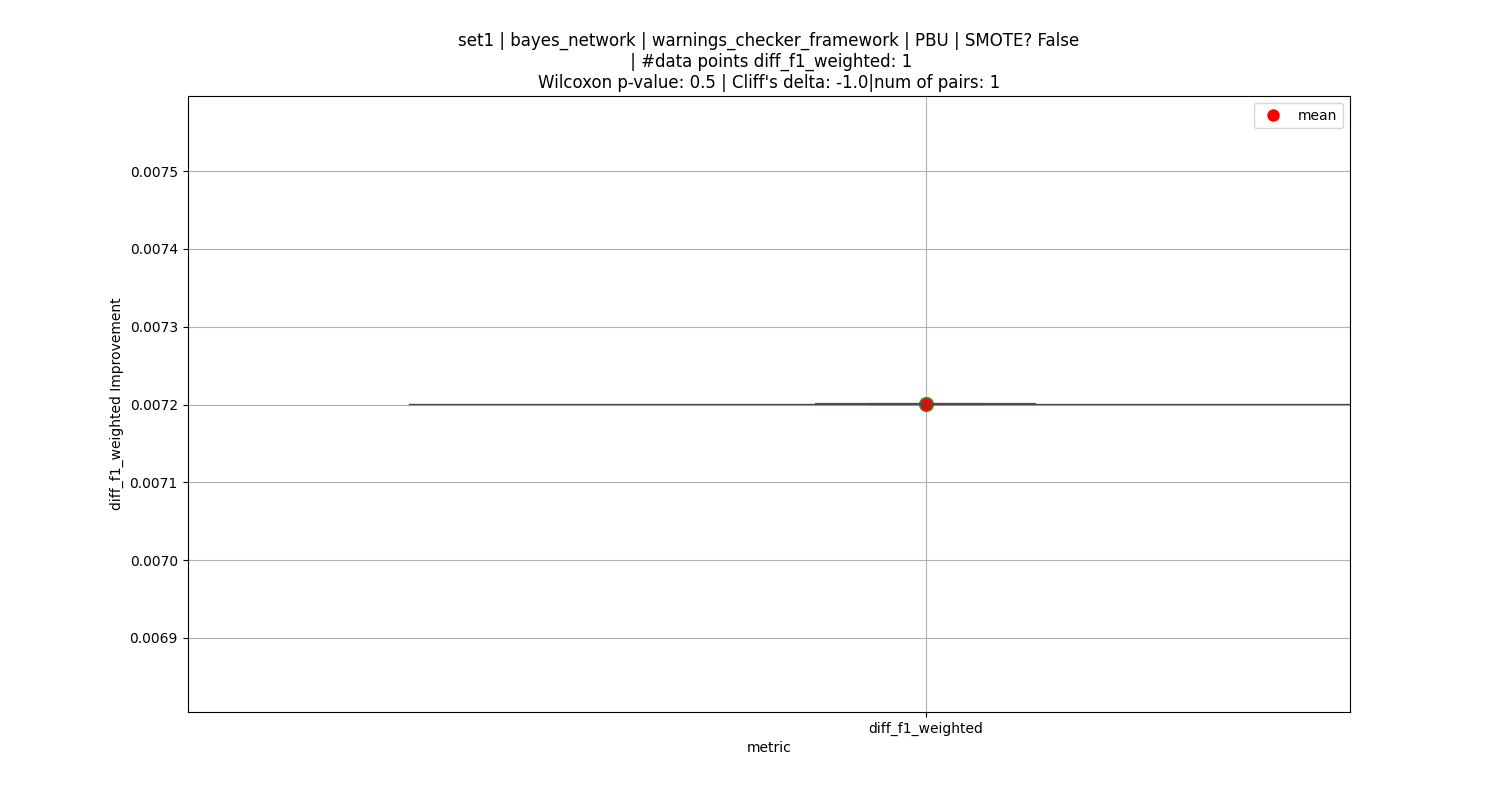 set1 | bayes_network | warnings_checker_framework | PBU | SMOTE? False
| #data points diff_f1_weighted: 1
Wilcoxon p-value: 0.5 | Cliff's delta: -1.0|num of pairs: 1
mean
0.0075
0.0074
0.0073
0.0072
0.0071
0.0070
0.0069
diff_f1_weighted Improvement
diff_f1_weighted
metric